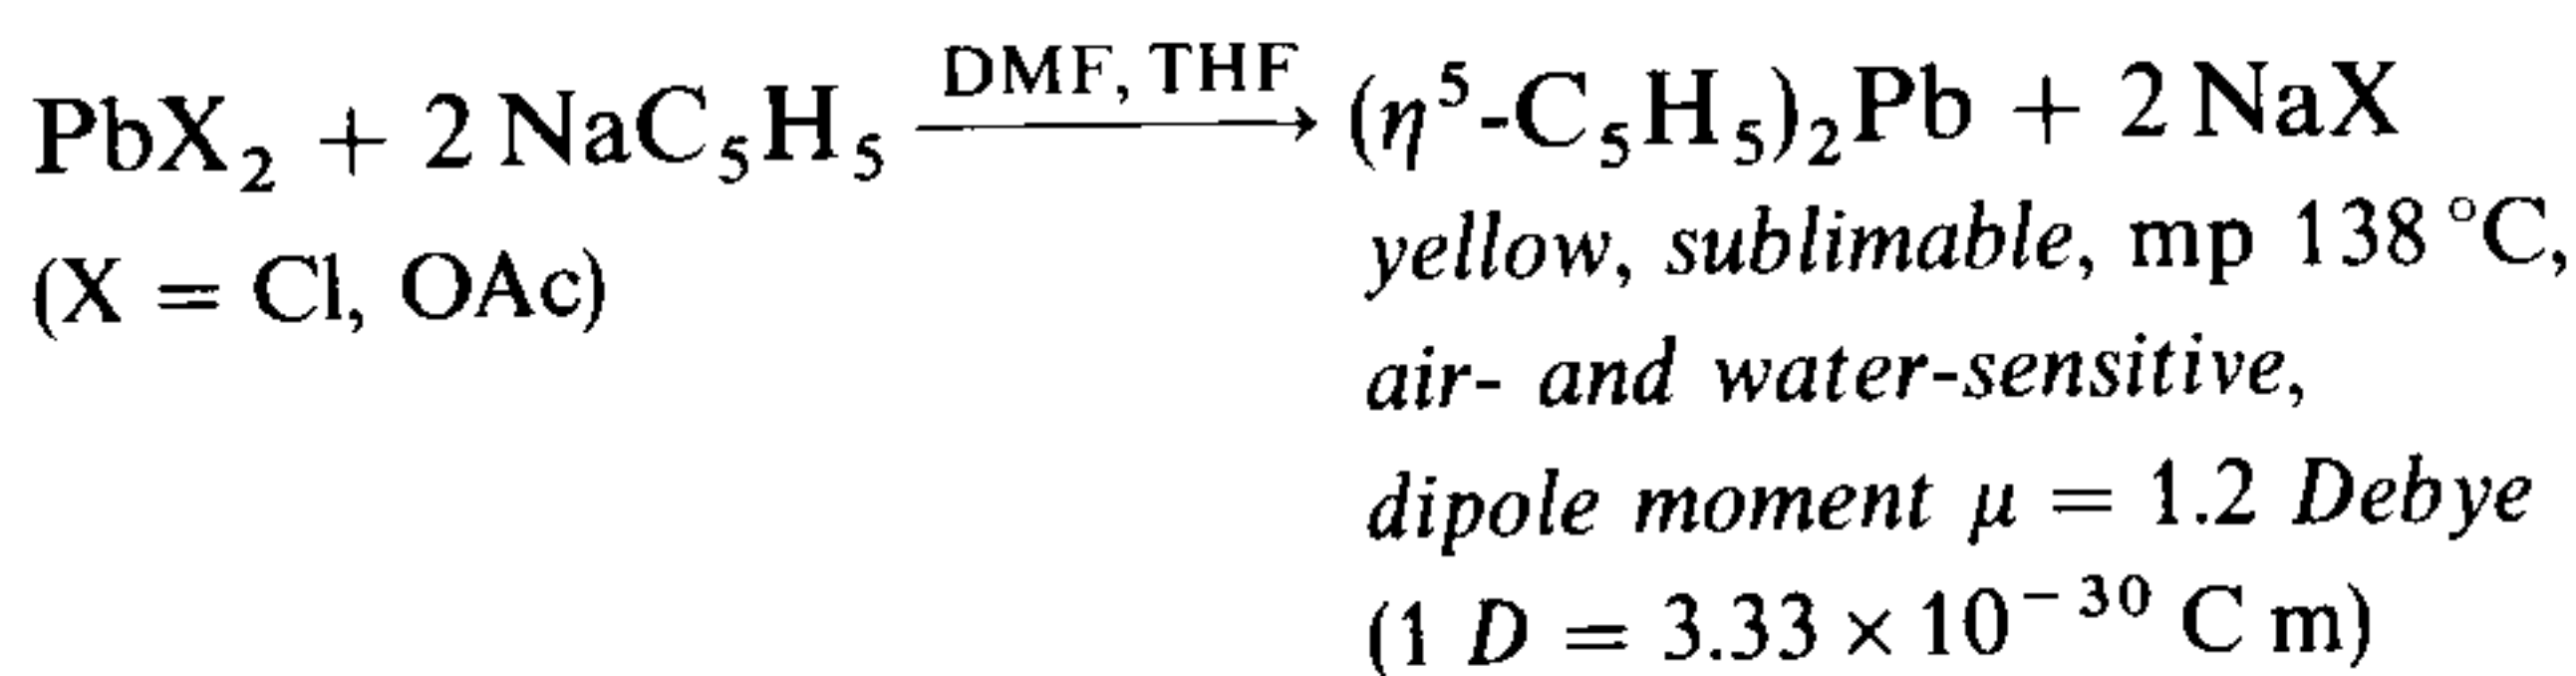 PbX₂ + 2 NaC₅H₅ DMF, THF → (η⁵-C₅H₅)₂Pb + 2 NaX
(X = Cl, OAc) yellow, sublimable, mp 138 °C,
air- and water-sensitive,
dipole moment μ = 1.2 Debye
(1 D = 3.33 × 10⁻³⁰ C m)